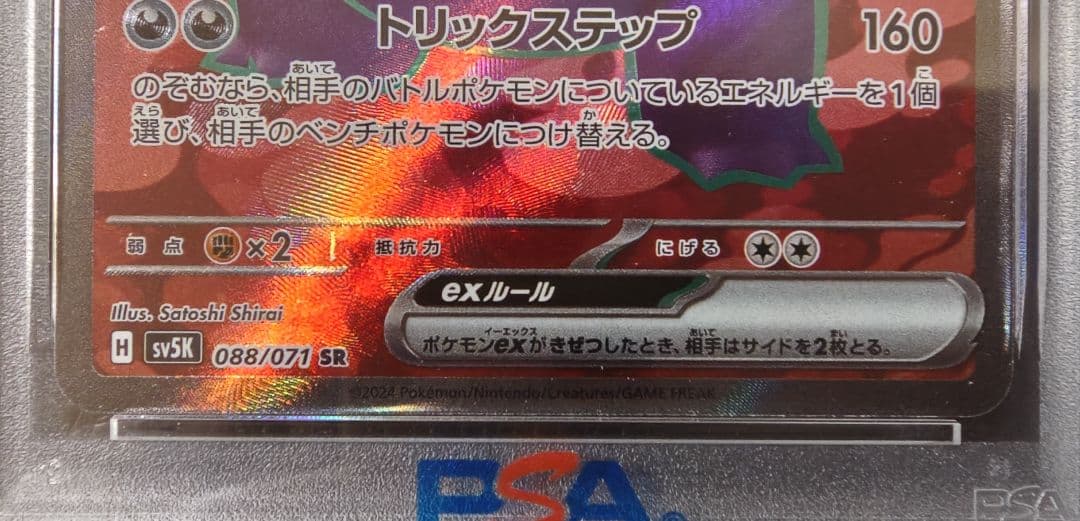 トリックステップ 160
のぞむなら、相手のバトルポケモンについているエネルギーを1個
選び、相手のベンチポケモンにつけ替える。
弱点 ×2 抵抗力 にげる
exルール
ポケモンexがきぜつしたとき、相手はサイドを2枚とる。
Illus. Satoshi Shirai
H sv5K 088/071 SR
©2024 Pokémon/Nintendo/Creatures/GAME FREAK
PSA
PSA